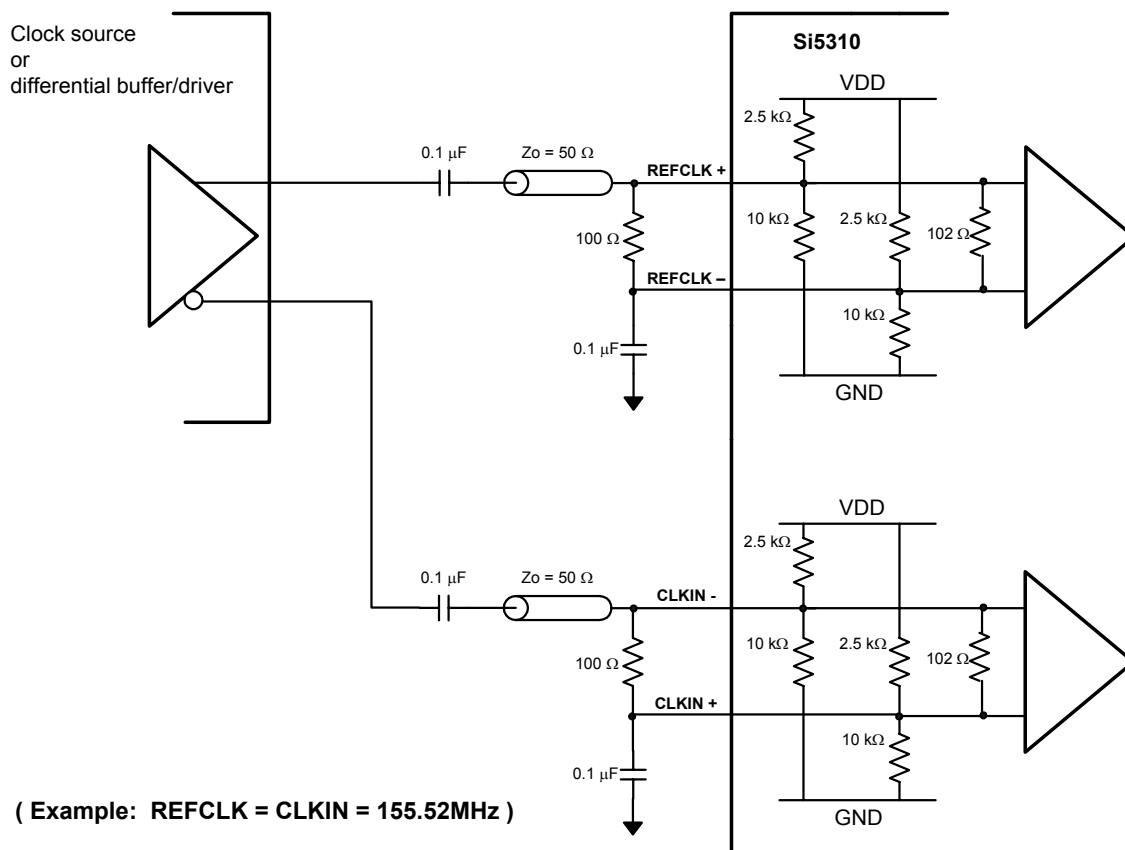 Clock source
or
differential buffer/driver
Si5310
VDD
2.5 kΩ
0.1 μF
Zo = 50 Ω
REFCLK +
100 Ω
10 kΩ
2.5 kΩ
102 Ω
REFCLK –
10 kΩ
0.1 μF
GND
VDD
2.5 kΩ
0.1 μF
Zo = 50 Ω
CLKIN -
100 Ω
10 kΩ
2.5 kΩ
102 Ω
CLKIN +
10 kΩ
0.1 μF
GND
( Example: REFCLK = CLKIN = 155.52MHz )